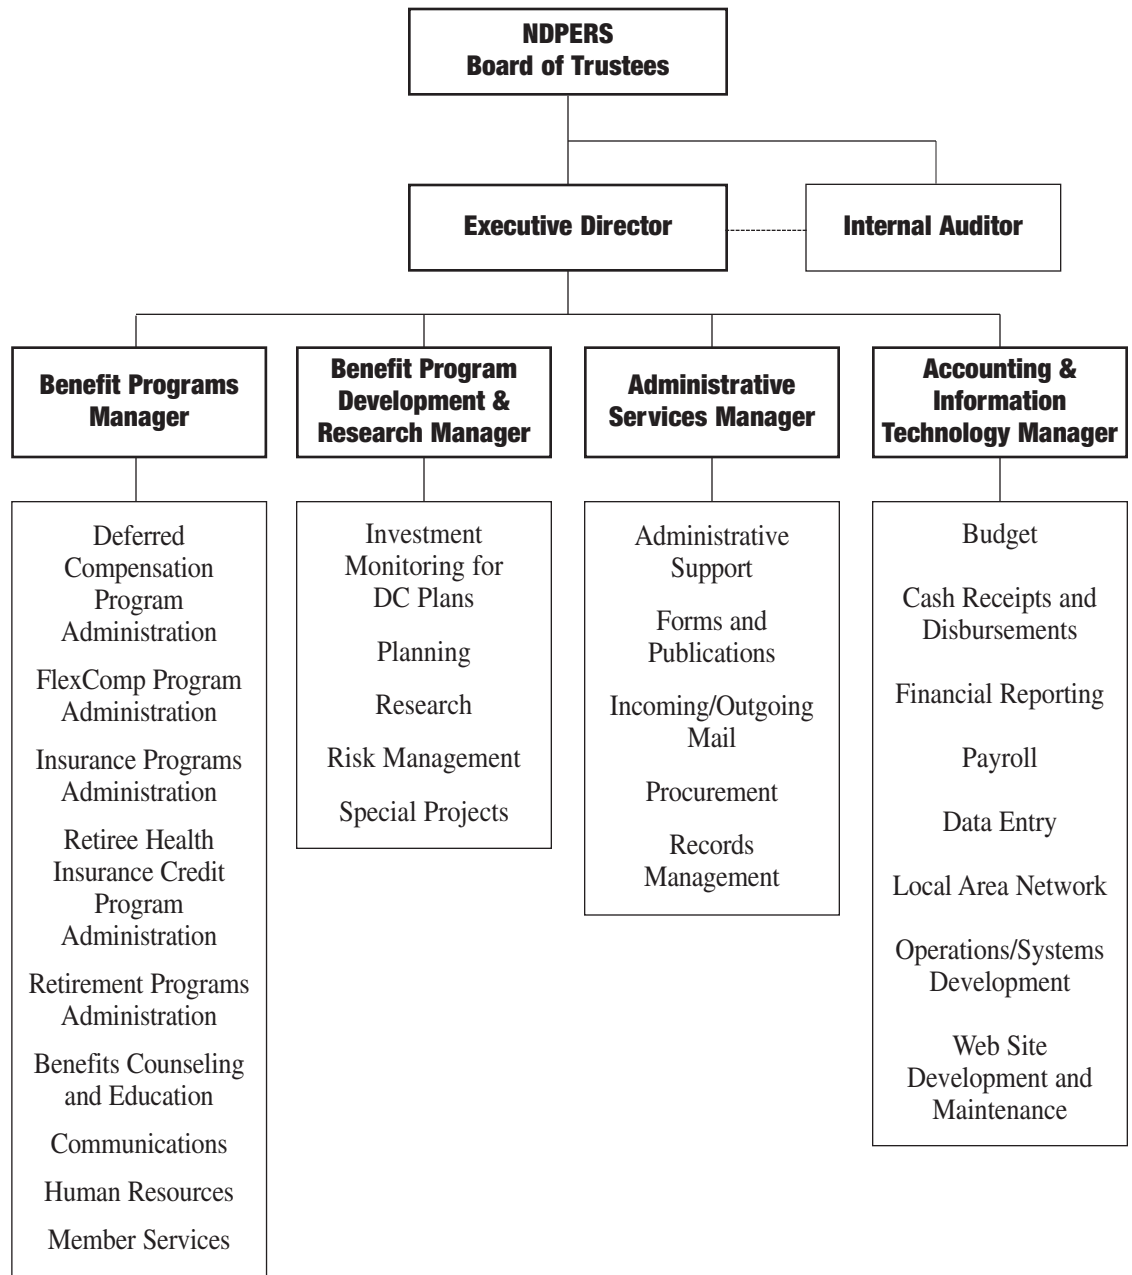 NDPERS
Board of Trustees
Executive Director
Internal Auditor
Benefit Programs
Manager
Benefit Program
Development &
Research Manager
Administrative
Services Manager
Accounting &
Information
Technology Manager
Deferred
Compensation
Program
Administration
FlexComp Program
Administration
Insurance Programs
Administration
Retiree Health
Insurance Credit
Program
Administration
Retirement Programs
Administration
Benefits Counseling
and Education
Communications
Human Resources
Member Services
Investment
Monitoring for
DC Plans
Planning
Research
Risk Management
Special Projects
Administrative
Support
Forms and
Publications
Incoming/Outgoing
Mail
Procurement
Records
Management
Budget
Cash Receipts and
Disbursements
Financial Reporting
Payroll
Data Entry
Local Area Network
Operations/Systems
Development
Web Site
Development and
Maintenance